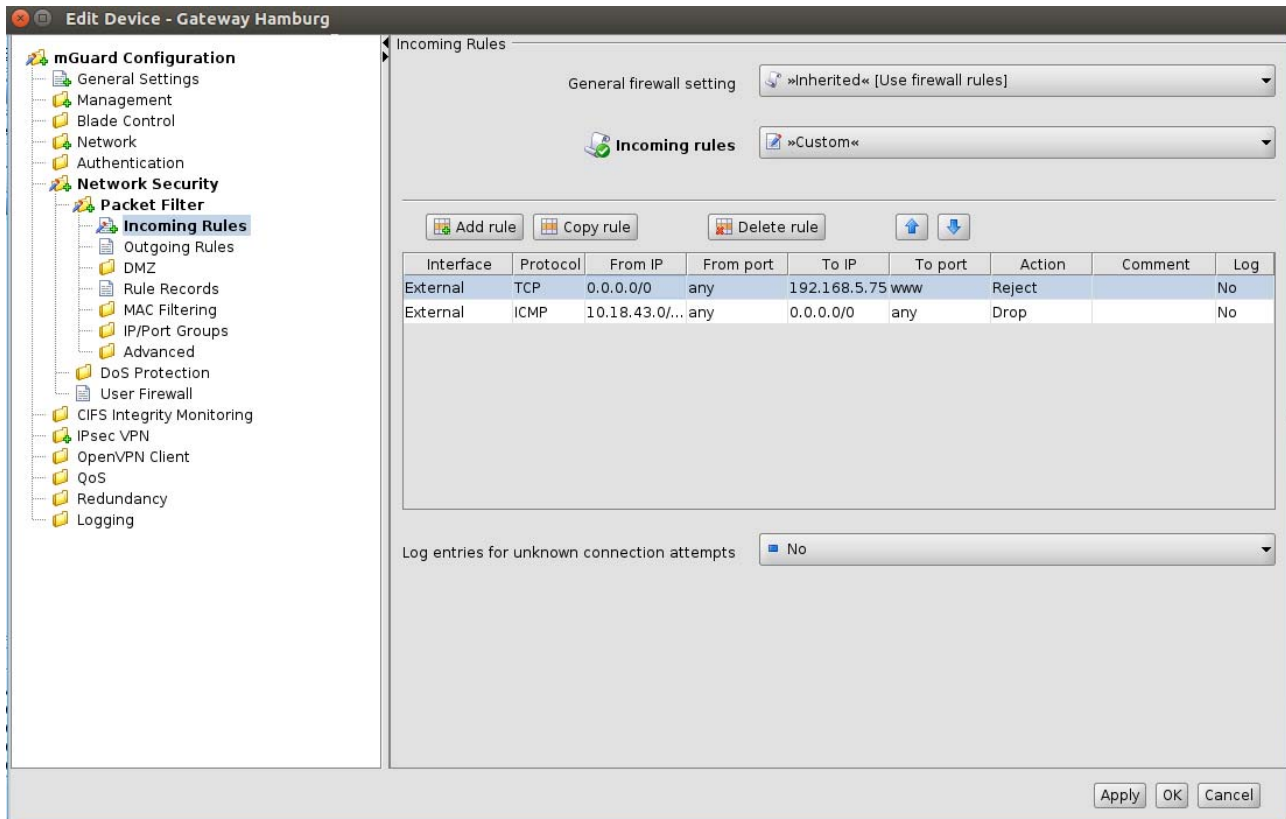 Edit Device - Gateway Hamburg
mGuard Configuration
General Settings
Management
Blade Control
Network
Authentication
Network Security
Packet Filter
Incoming Rules
Outgoing Rules
DMZ
Rule Records
MAC Filtering
IP/Port Groups
Advanced
DoS Protection
User Firewall
CIFS Integrity Monitoring
IPsec VPN
OpenVPN Client
QoS
Redundancy
Logging
Incoming Rules
General firewall setting »Inherited« [Use firewall rules]
Incoming rules »Custom«
Add rule Copy rule Delete rule
Interface Protocol From IP From port To IP To port Action Comment Log
External TCP 0.0.0.0/0 any 192.168.5.75 www Reject No
External ICMP 10.18.43.0/... any 0.0.0.0/0 any Drop No
Log entries for unknown connection attempts No
Apply OK Cancel